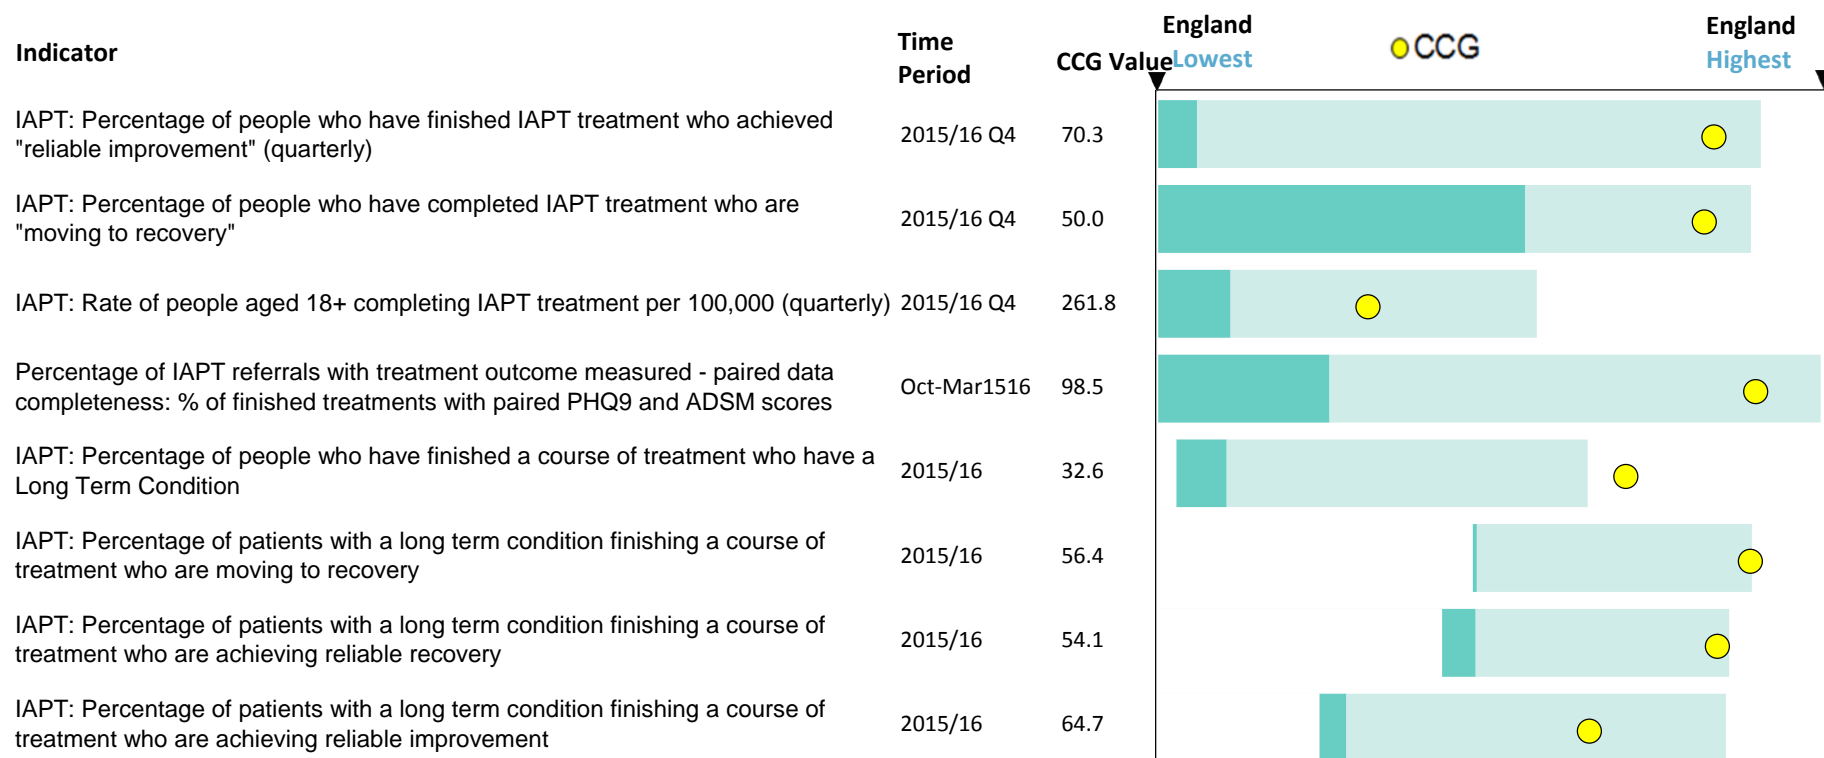 Indicator
Time
Period
CCG Value
England
Lowest
CCG
England
Highest
IAPT: Percentage of people who have finished IAPT treatment who achieved
"reliable improvement" (quarterly)
2015/16 Q4
70.3
IAPT: Percentage of people who have completed IAPT treatment who are
"moving to recovery"
2015/16 Q4
50.0
IAPT: Rate of people aged 18+ completing IAPT treatment per 100,000 (quarterly)
2015/16 Q4
261.8
Percentage of IAPT referrals with treatment outcome measured - paired data
completeness: % of finished treatments with paired PHQ9 and ADSM scores
Oct-Mar1516
98.5
IAPT: Percentage of people who have finished a course of treatment who have a
Long Term Condition
2015/16
32.6
IAPT: Percentage of patients with a long term condition finishing a course of
treatment who are moving to recovery
2015/16
56.4
IAPT: Percentage of patients with a long term condition finishing a course of
treatment who are achieving reliable recovery
2015/16
54.1
IAPT: Percentage of patients with a long term condition finishing a course of
treatment who are achieving reliable improvement
2015/16
64.7